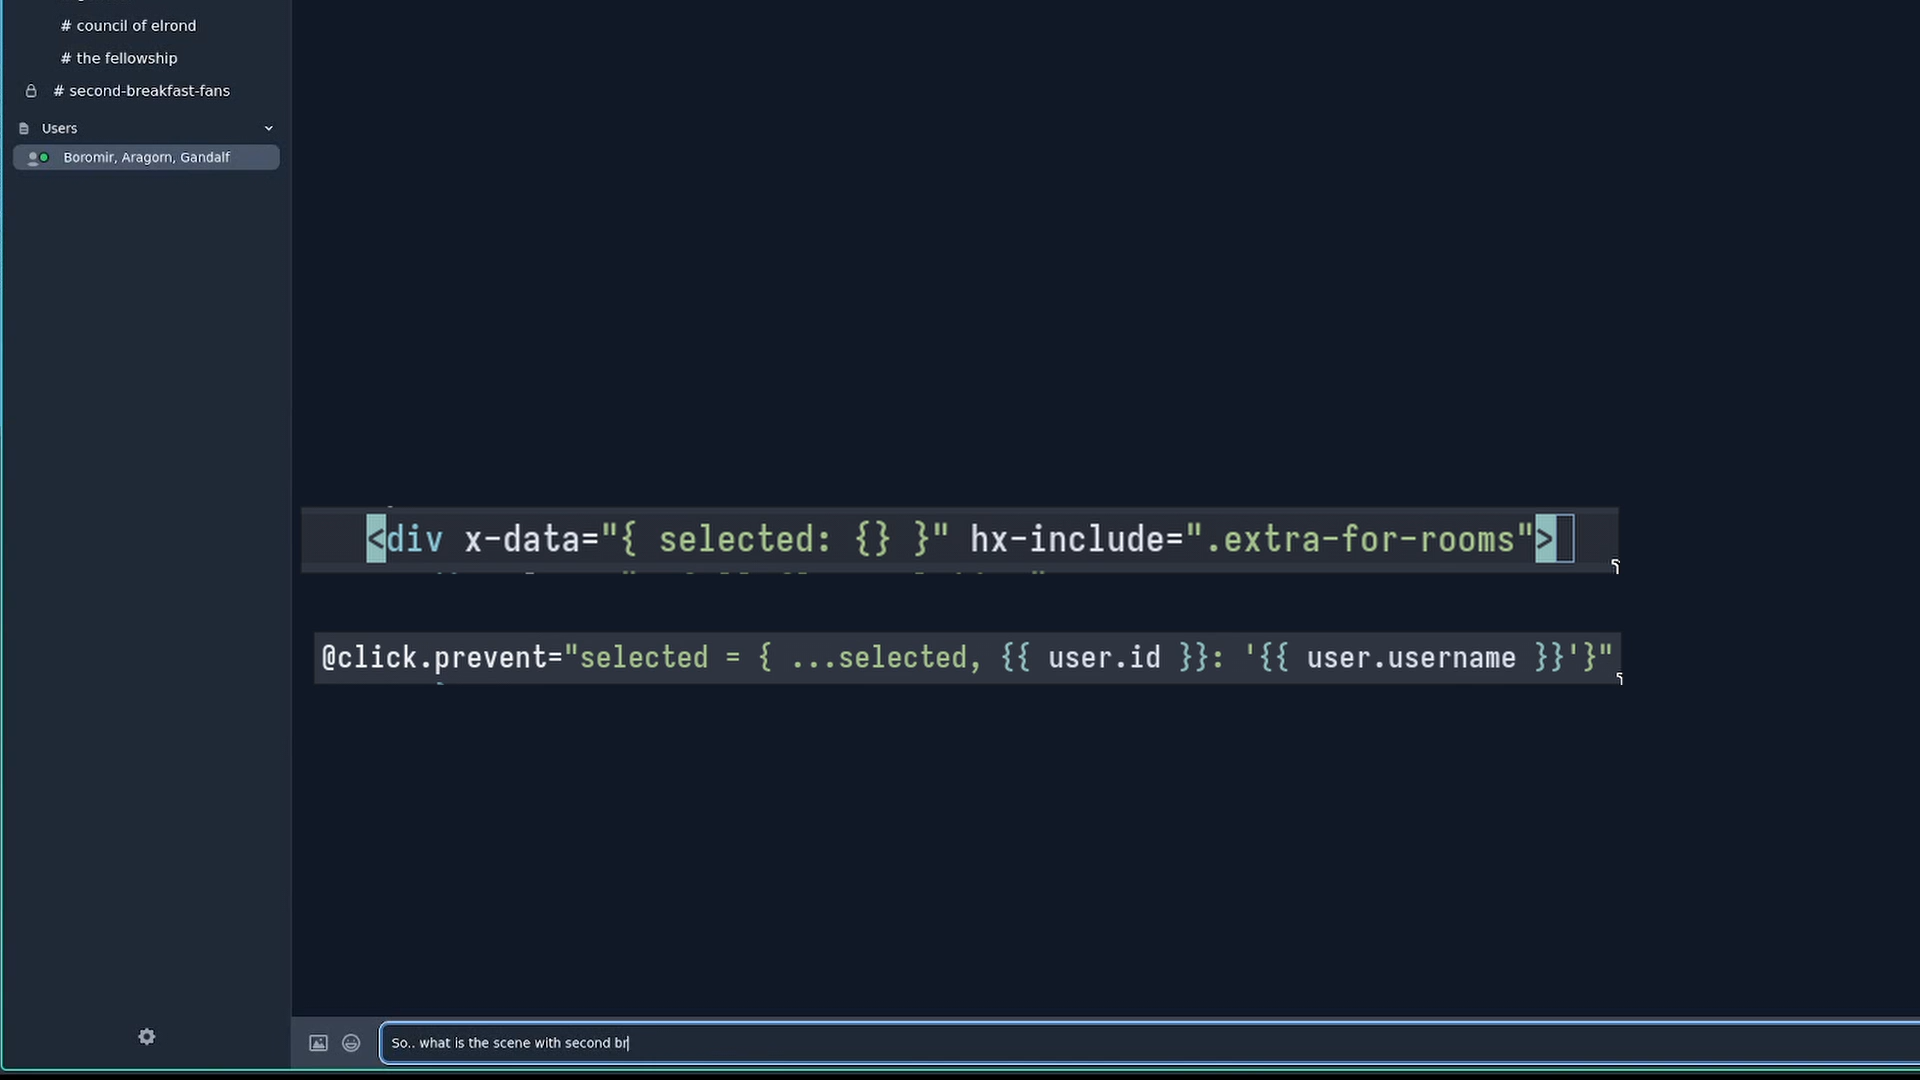 # council of elrond
# the fellowship
# second-breakfast-fans
Users
Boromir, Aragorn, Gandalf
<div x-data="{ selected: {} }" hx-include=".extra-for-rooms">
@click.prevent="selected = { ...selected, {{ user.id }}: '{{ user.username }}'}"
So.. what is the scene with second br